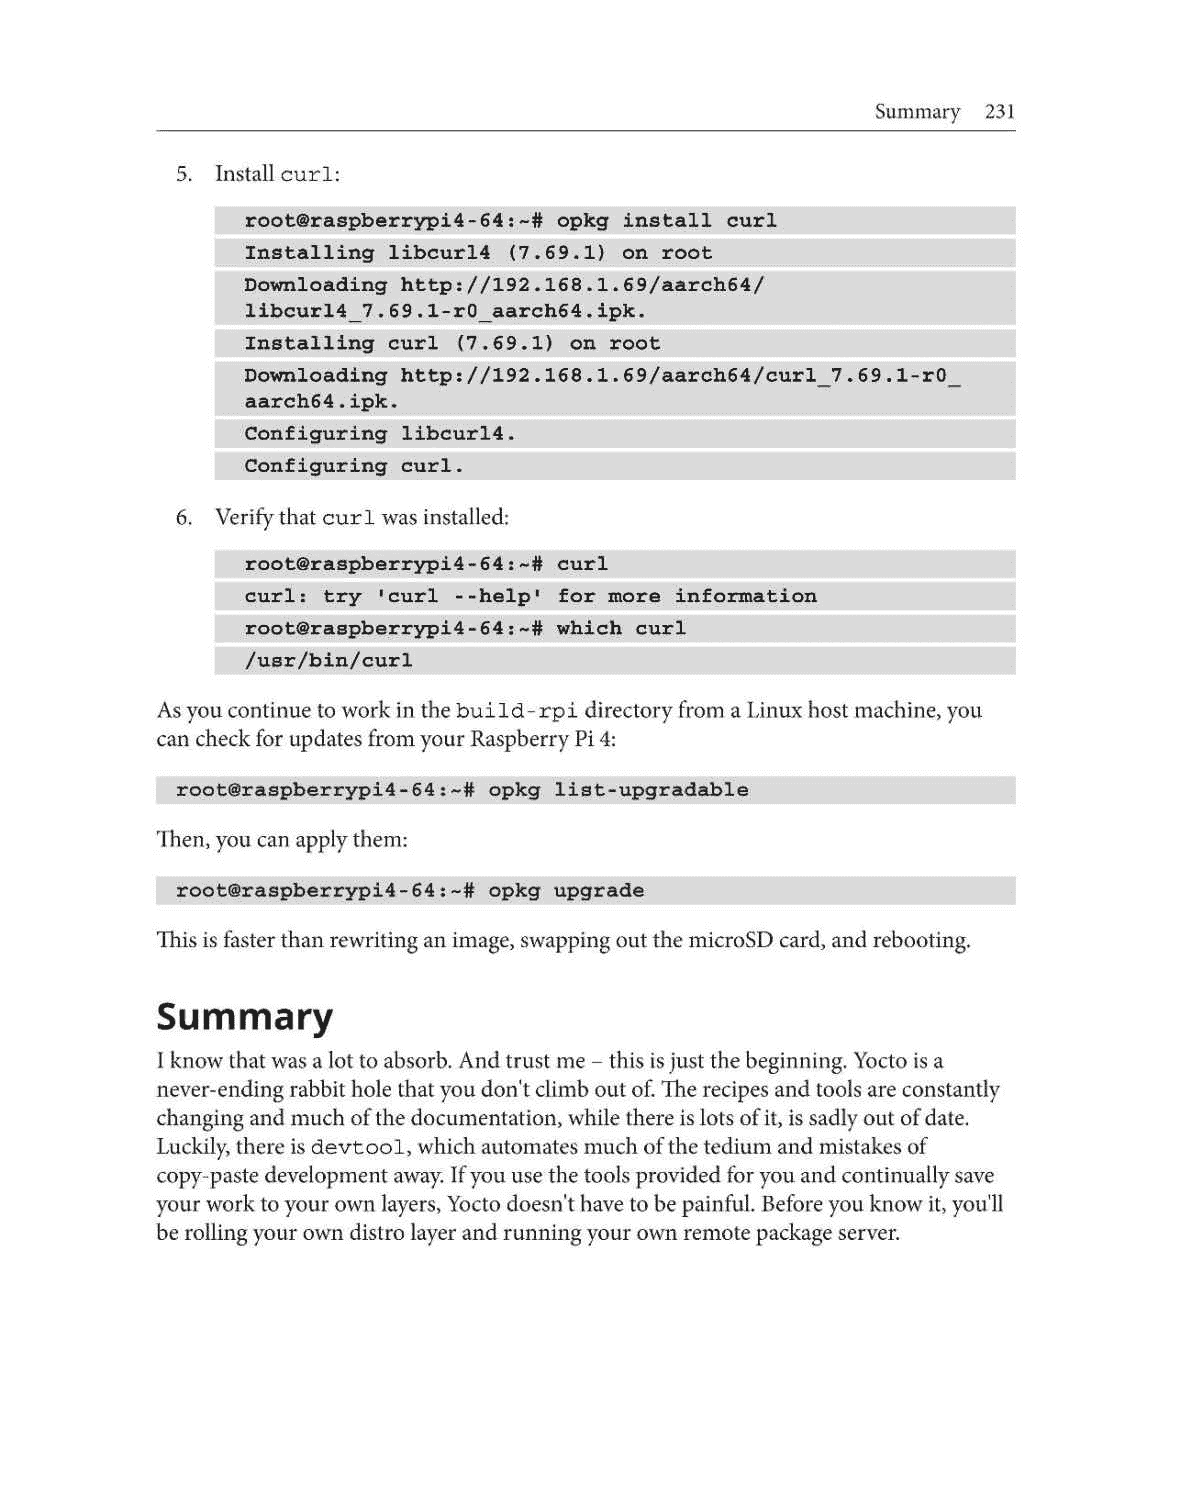 Summary 231
5. Install curl:
root@raspberrypi4-64:~# opkg install curl
Installing libcurl4 (7.69.1) on root
Downloading http://192.168.1.69/aarch64/
libcurl4_7.69.1-r0_aarch64.ipk.
Installing curl (7.69.1) on root
Downloading http://192.168.1.69/aarch64/curl_7.69.1-r0_
aarch64.ipk.
Configuring libcurl4.
Configuring curl.
6. Verify that curl was installed:
root@raspberrypi4-64:~# curl
curl: try 'curl --help' for more information
root@raspberrypi4-64:~# which curl
/usr/bin/curl
As you continue to work in the build-rpi directory from a Linux host machine, you
can check for updates from your Raspberry Pi 4:
root@raspberrypi4-64:~# opkg list-upgradable
Then, you can apply them:
root@raspberrypi4-64:~# opkg upgrade
This is faster than rewriting an image, swapping out the microSD card, and rebooting.
Summary
I know that was a lot to absorb. And trust me – this is just the beginning. Yocto is a
never-ending rabbit hole that you don't climb out of. The recipes and tools are constantly
changing and much of the documentation, while there is lots of it, is sadly out of date.
Luckily, there is devtool, which automates much of the tedium and mistakes of
copy-paste development away. If you use the tools provided for you and continually save
your work to your own layers, Yocto doesn't have to be painful. Before you know it, you'll
be rolling your own distro layer and running your own remote package server.